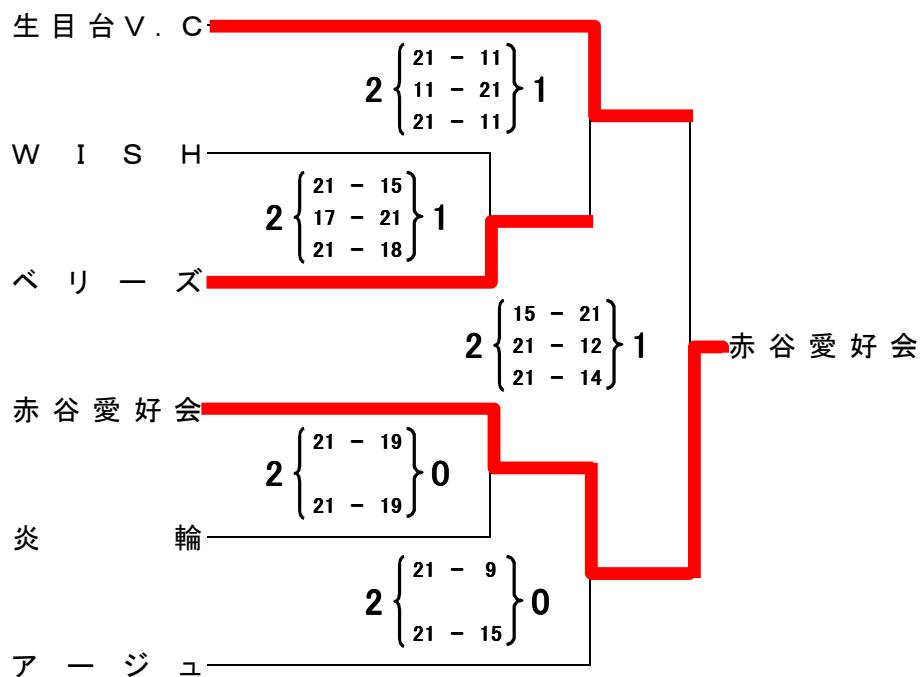 生目台V.C
21 - 11
2 11 - 21 1
21 - 11
WISH
21 - 15
2 17 - 21 1
21 - 18
ベリーズ
15 - 21
2 21 - 12 1
21 - 14
赤谷愛好会
赤谷愛好会
21 - 19
2 0
21 - 19
炎輪
21 - 9
2 0
21 - 15
アージュ